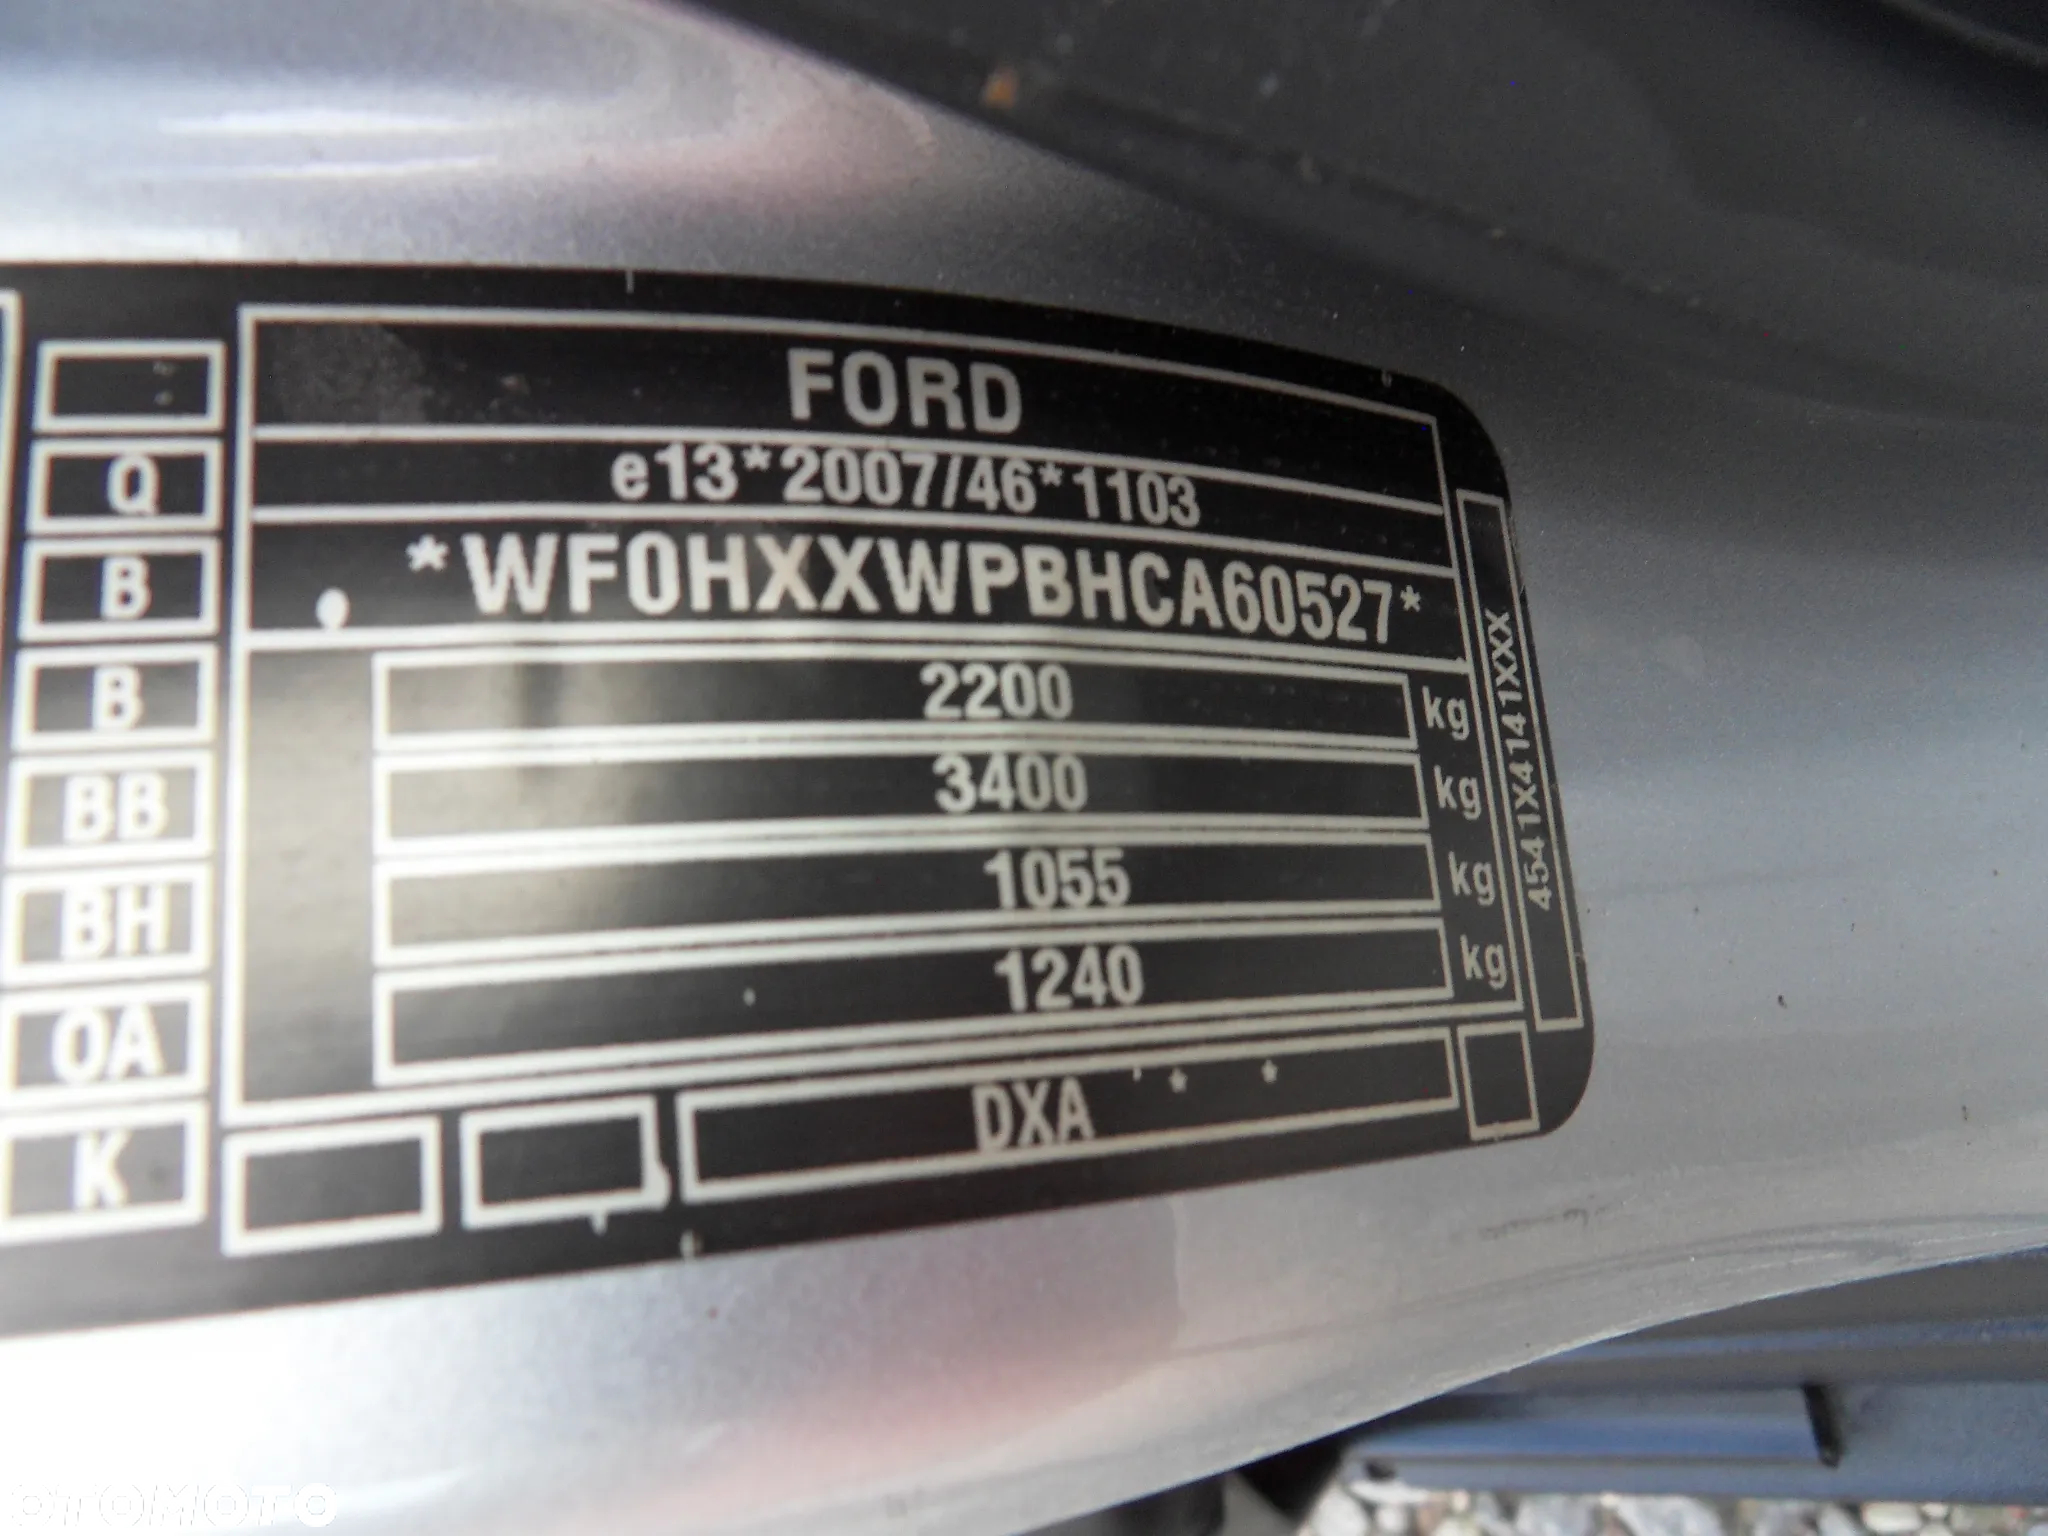 FORD
Q
e13*2007/46*1103
B
*WF0HXXWPBHCA60527*
B
2200 kg
BB
3400 kg
BH
1055 kg
OA
1240 kg
K
DXA * *
4541X4141XXX
OTOMOTO